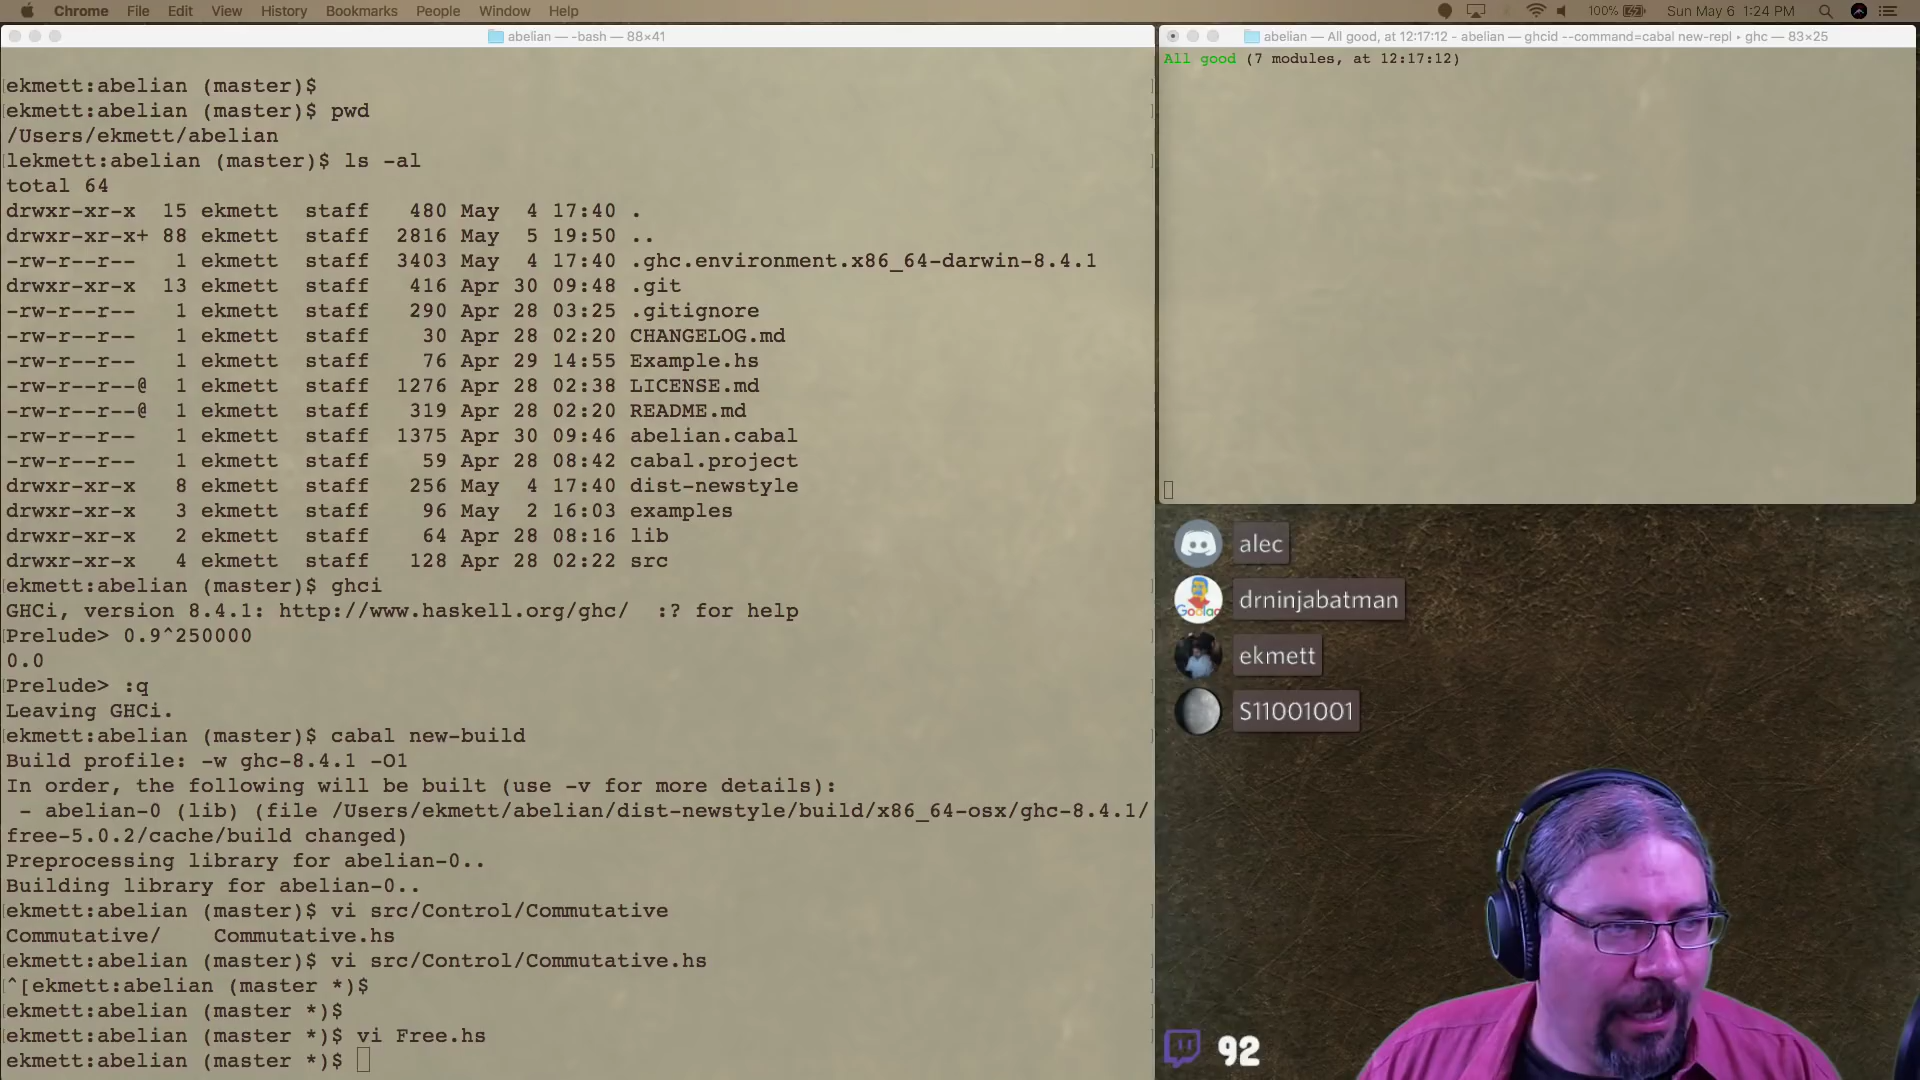 Chrome File Edit View History Bookmarks People Window Help
100% Sun May 6 1:24 PM
abelian — -bash — 88×41
ekmett:abelian (master)$
ekmett:abelian (master)$ pwd
/Users/ekmett/abelian
lekmett:abelian (master)$ ls -al
total 64
drwxr-xr-x  15 ekmett  staff   480 May  4 17:40 .
drwxr-xr-x+ 88 ekmett  staff  2816 May  5 19:50 ..
-rw-r--r--   1 ekmett  staff  3403 May  4 17:40 .ghc.environment.x86_64-darwin-8.4.1
drwxr-xr-x  13 ekmett  staff   416 Apr 30 09:48 .git
-rw-r--r--   1 ekmett  staff   290 Apr 28 03:25 .gitignore
-rw-r--r--   1 ekmett  staff    30 Apr 28 02:20 CHANGELOG.md
-rw-r--r--   1 ekmett  staff    76 Apr 29 14:55 Example.hs
-rw-r--r--@  1 ekmett  staff  1276 Apr 28 02:38 LICENSE.md
-rw-r--r--@  1 ekmett  staff   319 Apr 28 02:20 README.md
-rw-r--r--   1 ekmett  staff  1375 Apr 30 09:46 abelian.cabal
-rw-r--r--   1 ekmett  staff    59 Apr 28 08:42 cabal.project
drwxr-xr-x   8 ekmett  staff   256 May  4 17:40 dist-newstyle
drwxr-xr-x   3 ekmett  staff    96 May  2 16:03 examples
drwxr-xr-x   2 ekmett  staff    64 Apr 28 08:16 lib
drwxr-xr-x   4 ekmett  staff   128 Apr 28 02:22 src
ekmett:abelian (master)$ ghci
GHCi, version 8.4.1: http://www.haskell.org/ghc/  :? for help
Prelude> 0.9^250000
0.0
Prelude> :q
Leaving GHCi.
ekmett:abelian (master)$ cabal new-build
Build profile: -w ghc-8.4.1 -O1
In order, the following will be built (use -v for more details):
 - abelian-0 (lib) (file /Users/ekmett/abelian/dist-newstyle/build/x86_64-osx/ghc-8.4.1/
free-5.0.2/cache/build changed)
Preprocessing library for abelian-0..
Building library for abelian-0..
ekmett:abelian (master)$ vi src/Control/Commutative
Commutative/    Commutative.hs
ekmett:abelian (master)$ vi src/Control/Commutative.hs
^[ekmett:abelian (master *)$
ekmett:abelian (master *)$
ekmett:abelian (master *)$ vi Free.hs
ekmett:abelian (master *)$
abelian — All good, at 12:17:12 - abelian — ghcid --command=cabal new-repl ‣ ghc — 83×25
All good (7 modules, at 12:17:12)
alec
drninjabatman
ekmett
S11001001
92